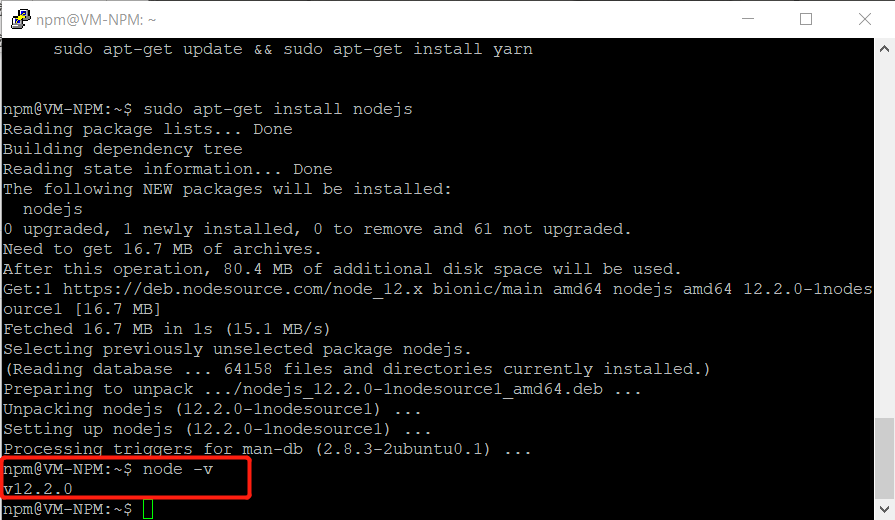 npm@VM-NPM: ~
sudo apt-get update && sudo apt-get install yarn
npm@VM-NPM:~$ sudo apt-get install nodejs
Reading package lists... Done
Building dependency tree
Reading state information... Done
The following NEW packages will be installed:
  nodejs
0 upgraded, 1 newly installed, 0 to remove and 61 not upgraded.
Need to get 16.7 MB of archives.
After this operation, 80.4 MB of additional disk space will be used.
Get:1 https://deb.nodesource.com/node_12.x bionic/main amd64 nodejs amd64 12.2.0-1nodes
ource1 [16.7 MB]
Fetched 16.7 MB in 1s (15.1 MB/s)
Selecting previously unselected package nodejs.
(Reading database ... 64158 files and directories currently installed.)
Preparing to unpack .../nodejs_12.2.0-1nodesource1_amd64.deb ...
Unpacking nodejs (12.2.0-1nodesource1) ...
Setting up nodejs (12.2.0-1nodesource1) ...
Processing triggers for man-db (2.8.3-2ubuntu0.1) ...
npm@VM-NPM:~$ node -v
v12.2.0
npm@VM-NPM:~$